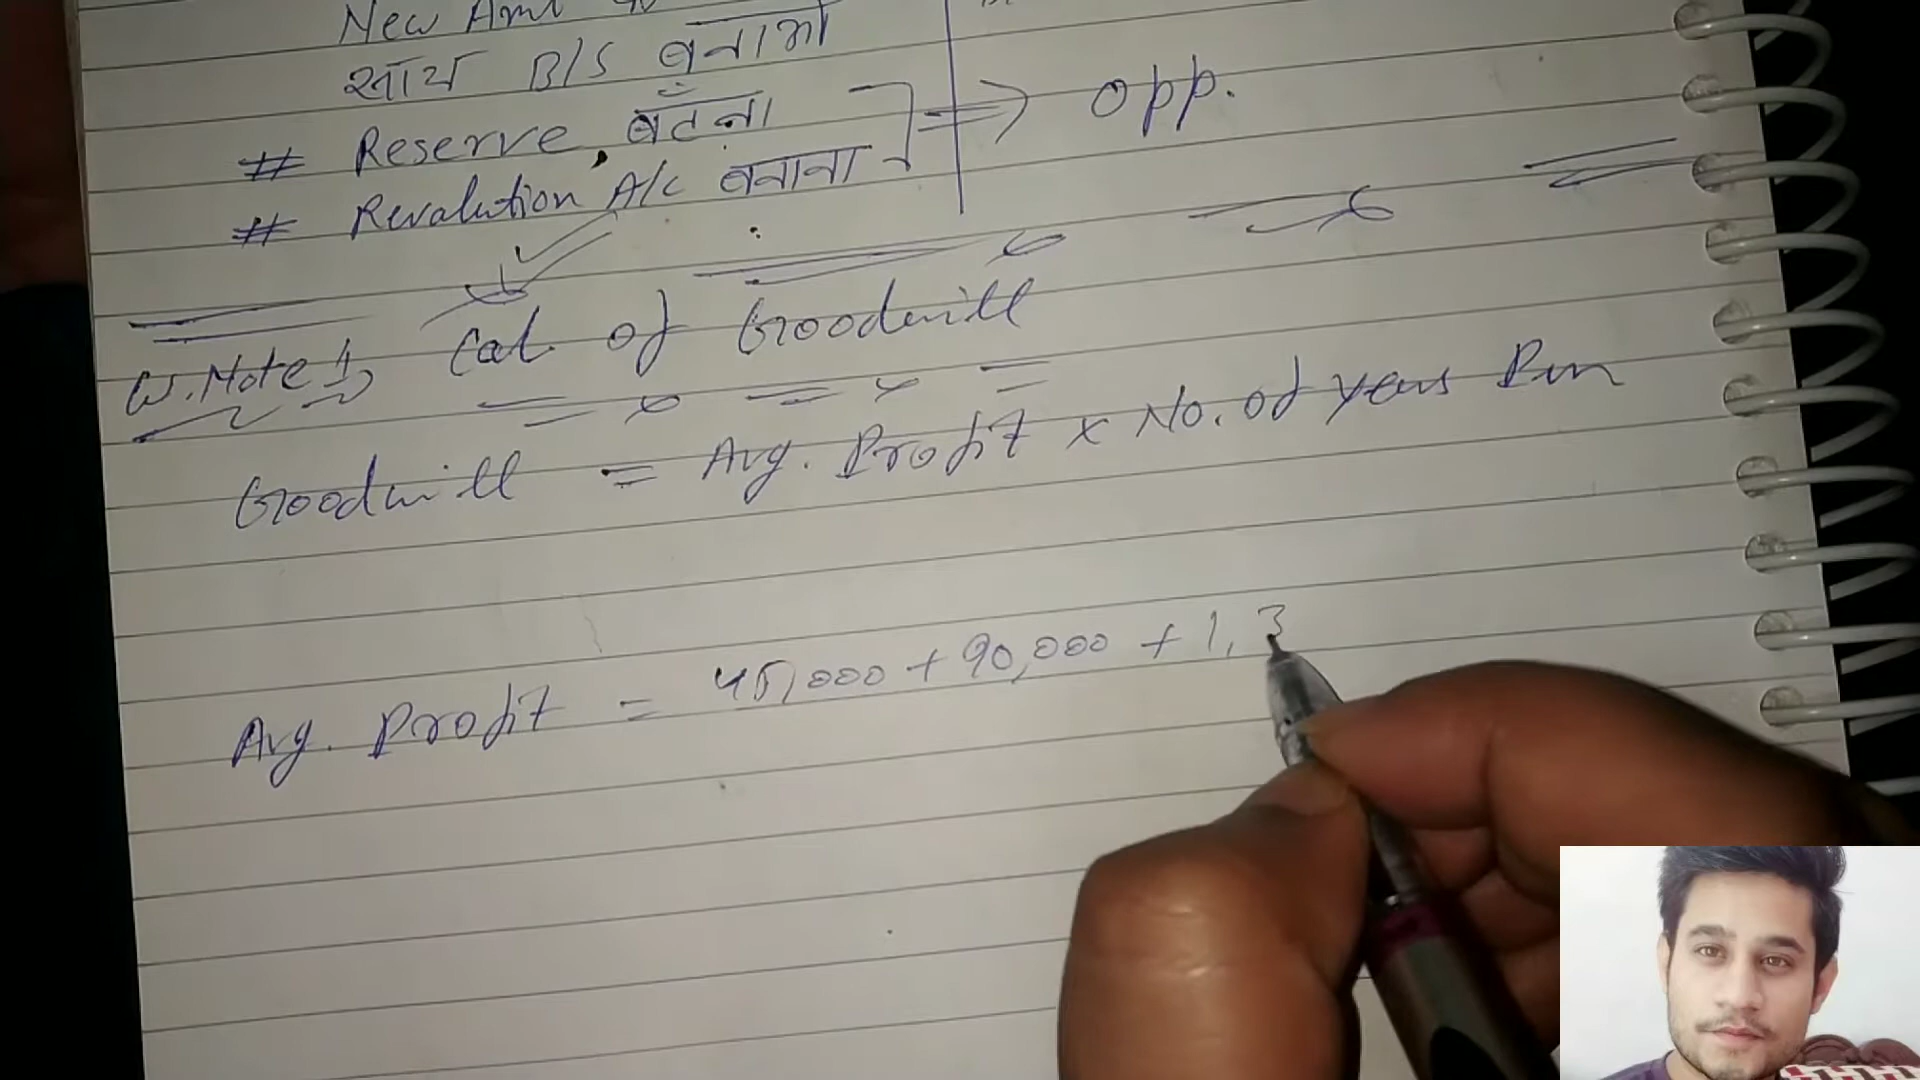 New Amt
साथ B/S बनाना
# Reserve बँटना
# Revalution A/c बनाना
⇒ opp.
W.Note 1, Cal. of Goodwill
Goodwill = Avg. Profit × No. of years Pur
Avg. Profit = 45,000 + 90,000 + 1,3